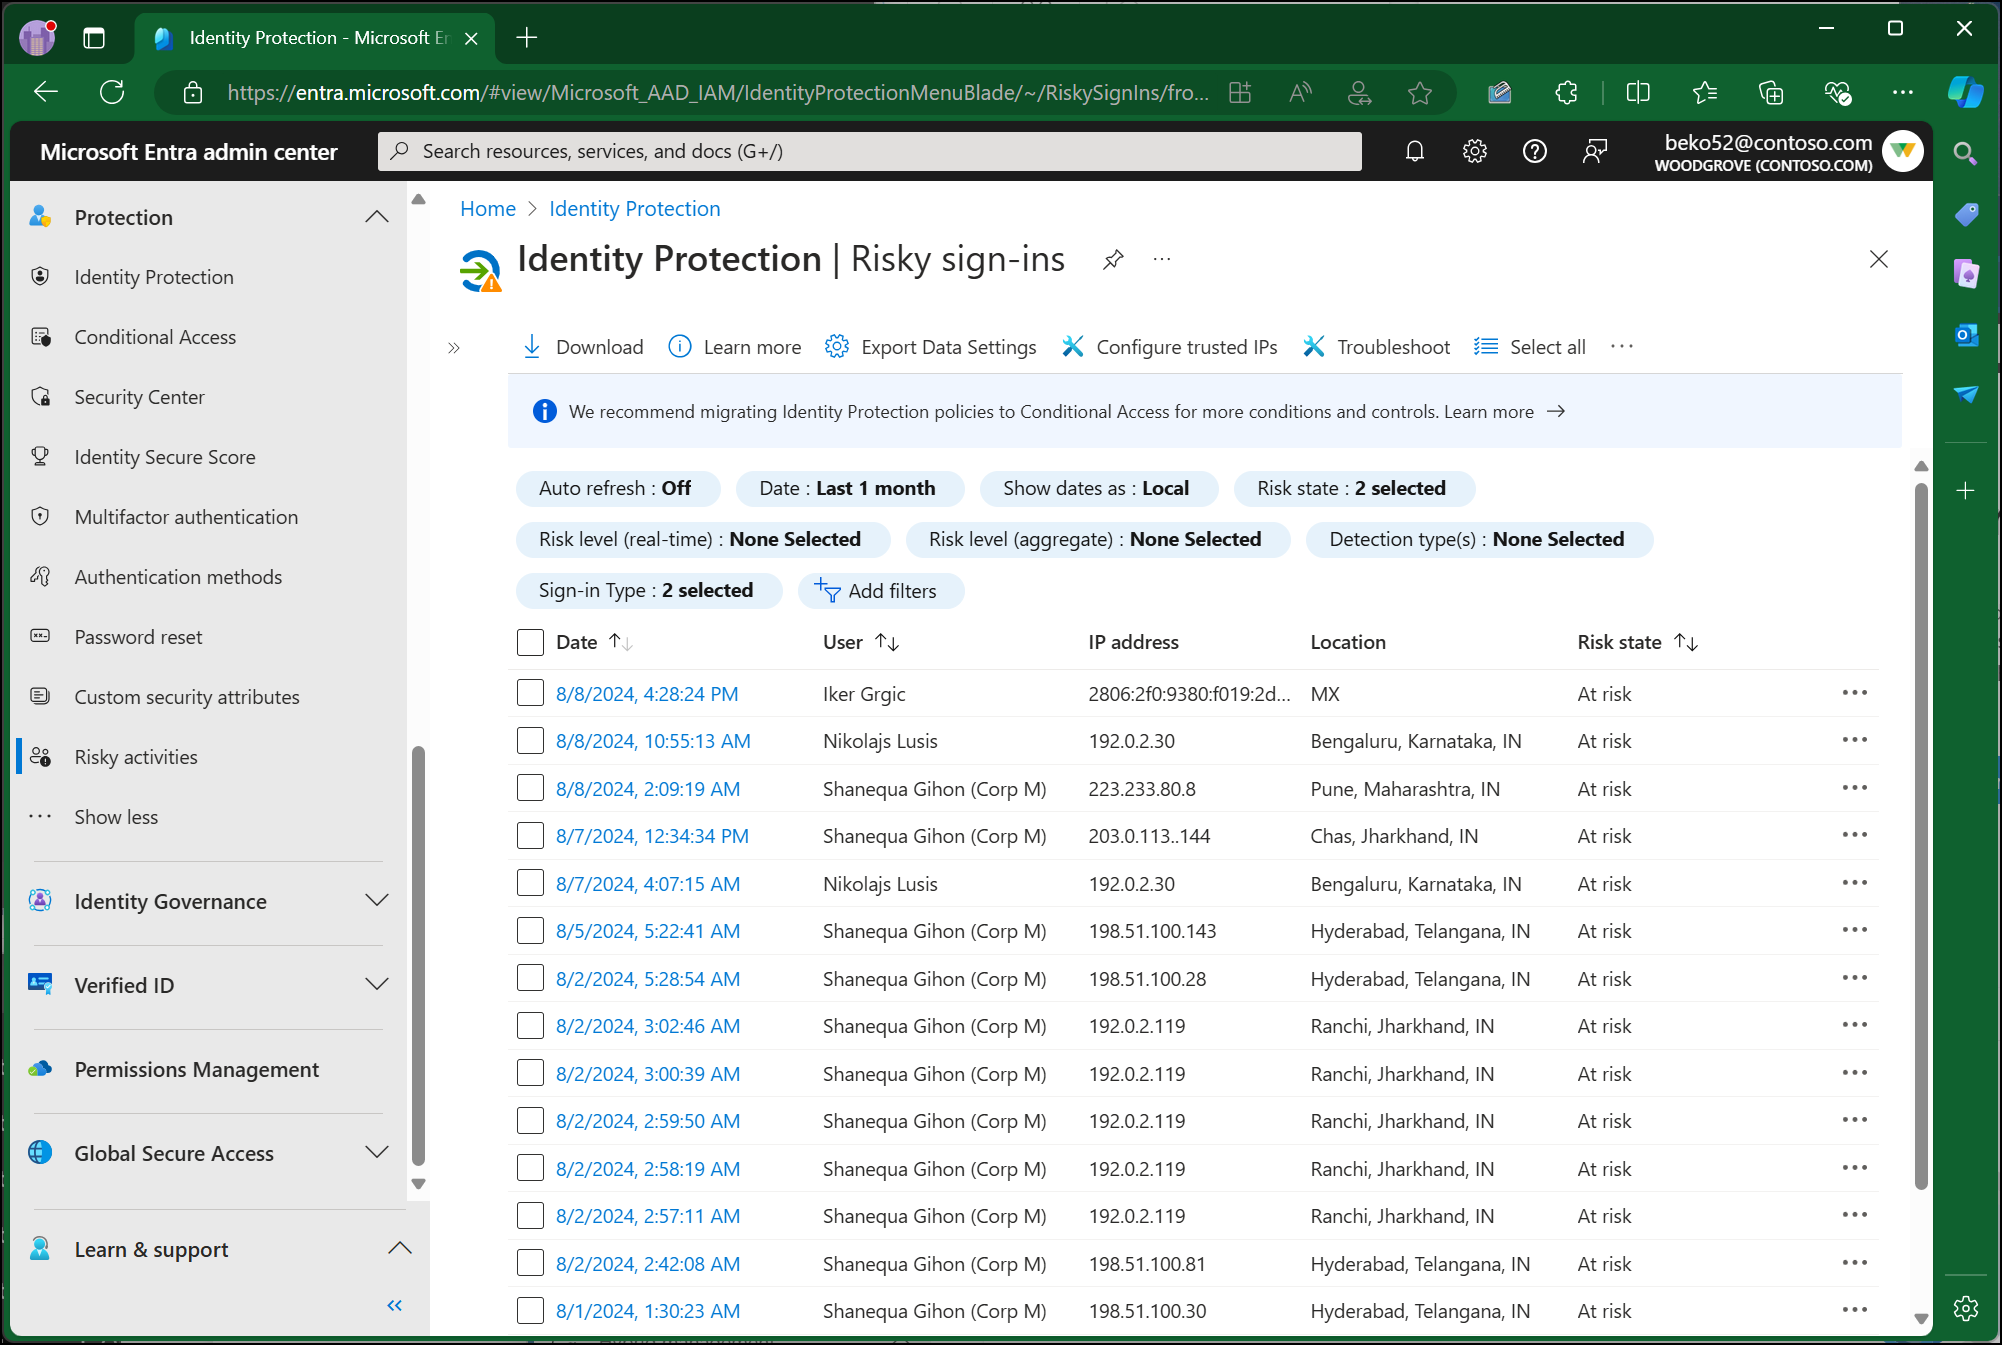 Identity Protection - Microsoft En
https://entra.microsoft.com/#view/Microsoft_AAD_IAM/IdentityProtectionMenuBlade/~/RiskySignIns/fro...
Microsoft Entra admin center
Search resources, services, and docs (G+/)
beko52@contoso.com
WOODGROVE (CONTOSO.COM)
Protection
Identity Protection
Conditional Access
Security Center
Identity Secure Score
Multifactor authentication
Authentication methods
Password reset
Custom security attributes
Risky activities
Show less
Identity Governance
Verified ID
Permissions Management
Global Secure Access
Learn & support
Home > Identity Protection
Identity Protection | Risky sign-ins
Download Learn more Export Data Settings Configure trusted IPs Troubleshoot Select all
We recommend migrating Identity Protection policies to Conditional Access for more conditions and controls. Learn more
Auto refresh : Off Date : Last 1 month Show dates as : Local Risk state : 2 selected
Risk level (real-time) : None Selected Risk level (aggregate) : None Selected Detection type(s) : None Selected
Sign-in Type : 2 selected Add filters
Date User IP address Location Risk state
8/8/2024, 4:28:24 PM Iker Grgic 2806:2f0:9380:f019:2d... MX At risk
8/8/2024, 10:55:13 AM Nikolajs Lusis 192.0.2.30 Bengaluru, Karnataka, IN At risk
8/8/2024, 2:09:19 AM Shanequa Gihon (Corp M) 223.233.80.8 Pune, Maharashtra, IN At risk
8/7/2024, 12:34:34 PM Shanequa Gihon (Corp M) 203.0.113..144 Chas, Jharkhand, IN At risk
8/7/2024, 4:07:15 AM Nikolajs Lusis 192.0.2.30 Bengaluru, Karnataka, IN At risk
8/5/2024, 5:22:41 AM Shanequa Gihon (Corp M) 198.51.100.143 Hyderabad, Telangana, IN At risk
8/2/2024, 5:28:54 AM Shanequa Gihon (Corp M) 198.51.100.28 Hyderabad, Telangana, IN At risk
8/2/2024, 3:02:46 AM Shanequa Gihon (Corp M) 192.0.2.119 Ranchi, Jharkhand, IN At risk
8/2/2024, 3:00:39 AM Shanequa Gihon (Corp M) 192.0.2.119 Ranchi, Jharkhand, IN At risk
8/2/2024, 2:59:50 AM Shanequa Gihon (Corp M) 192.0.2.119 Ranchi, Jharkhand, IN At risk
8/2/2024, 2:58:19 AM Shanequa Gihon (Corp M) 192.0.2.119 Ranchi, Jharkhand, IN At risk
8/2/2024, 2:57:11 AM Shanequa Gihon (Corp M) 192.0.2.119 Ranchi, Jharkhand, IN At risk
8/2/2024, 2:42:08 AM Shanequa Gihon (Corp M) 198.51.100.81 Hyderabad, Telangana, IN At risk
8/1/2024, 1:30:23 AM Shanequa Gihon (Corp M) 198.51.100.30 Hyderabad, Telangana, IN At risk